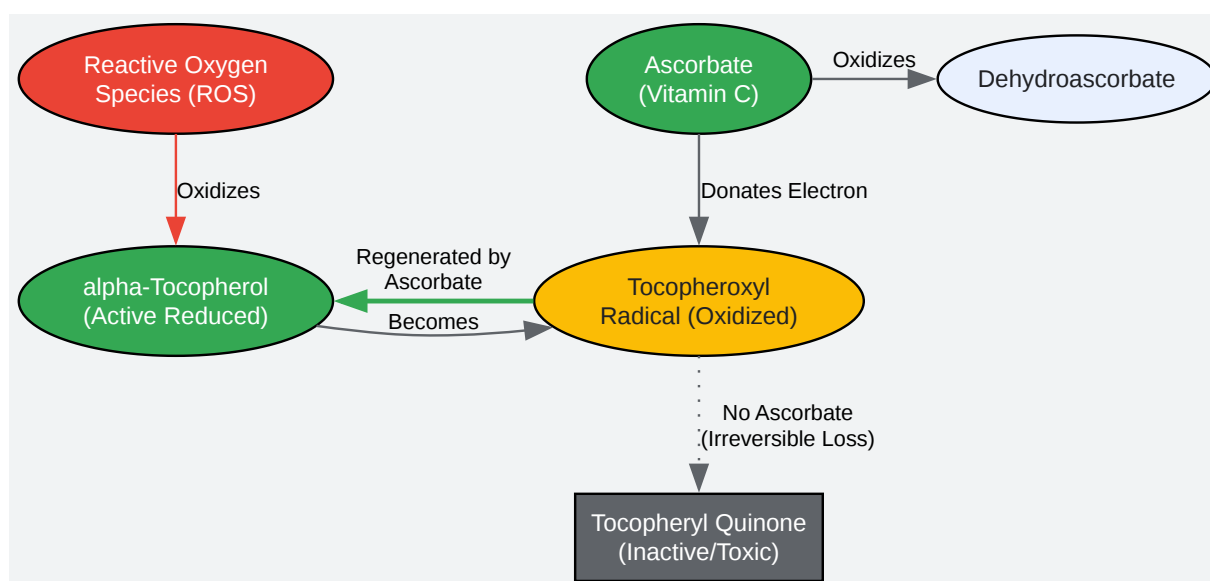 Reactive Oxygen
Species (ROS)
Ascorbate
(Vitamin C)
Oxidizes
Dehydroascorbate
Oxidizes
Donates Electron
alpha-Tocopherol
(Active Reduced)
Regenerated by
Ascorbate
Becomes
Tocopheroxyl
Radical (Oxidized)
No Ascorbate
(Irreversible Loss)
Tocopheryl Quinone
(Inactive/Toxic)